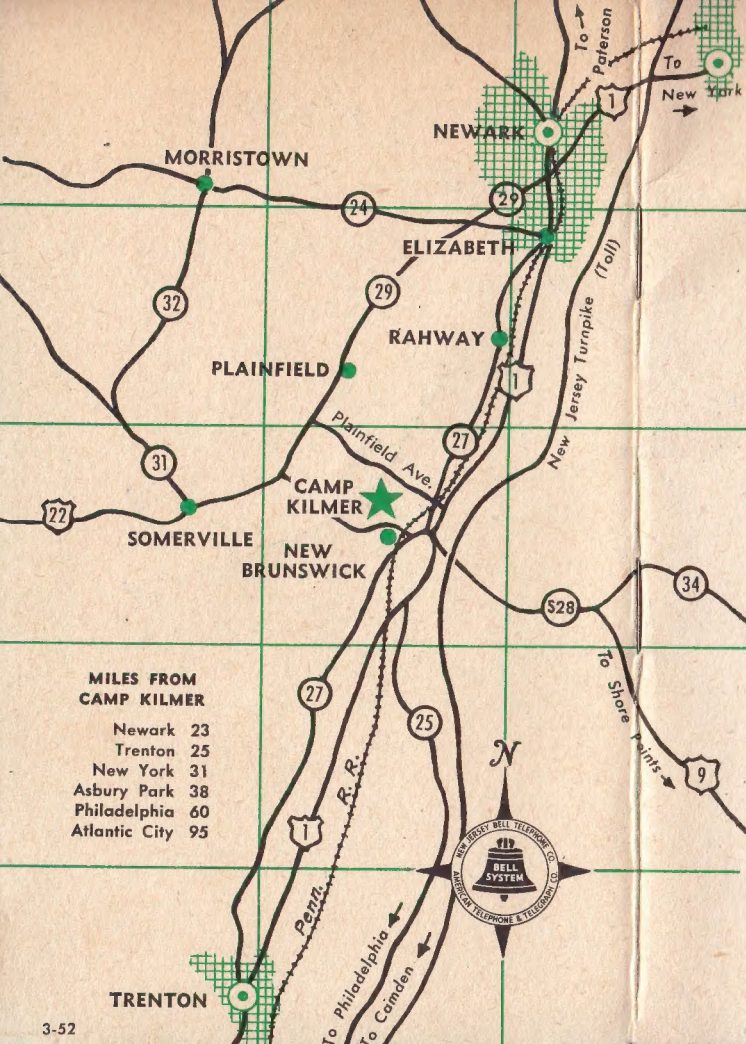 To Paterson
To
New York
1
NEWARK
MORRISTOWN
29
24
ELIZABETH
New Jersey Turnpike (Toll)
32
29
RAHWAY
PLAINFIELD
1
Plainfield Ave.
27
31
CAMP
KILMER
22
SOMERVILLE
NEW
BRUNSWICK
34
S28
To Shore Points
MILES FROM
CAMP KILMER
Newark 23
Trenton 25
New York 31
Asbury Park 38
Philadelphia 60
Atlantic City 95
27
25
N
9
1
Penn. R. R.
NEW JERSEY BELL TELEPHONE CO.
BELL
SYSTEM
AMERICAN TELEPHONE & TELEGRAPH CO.
To Philadelphia
To Camden
TRENTON
3-52